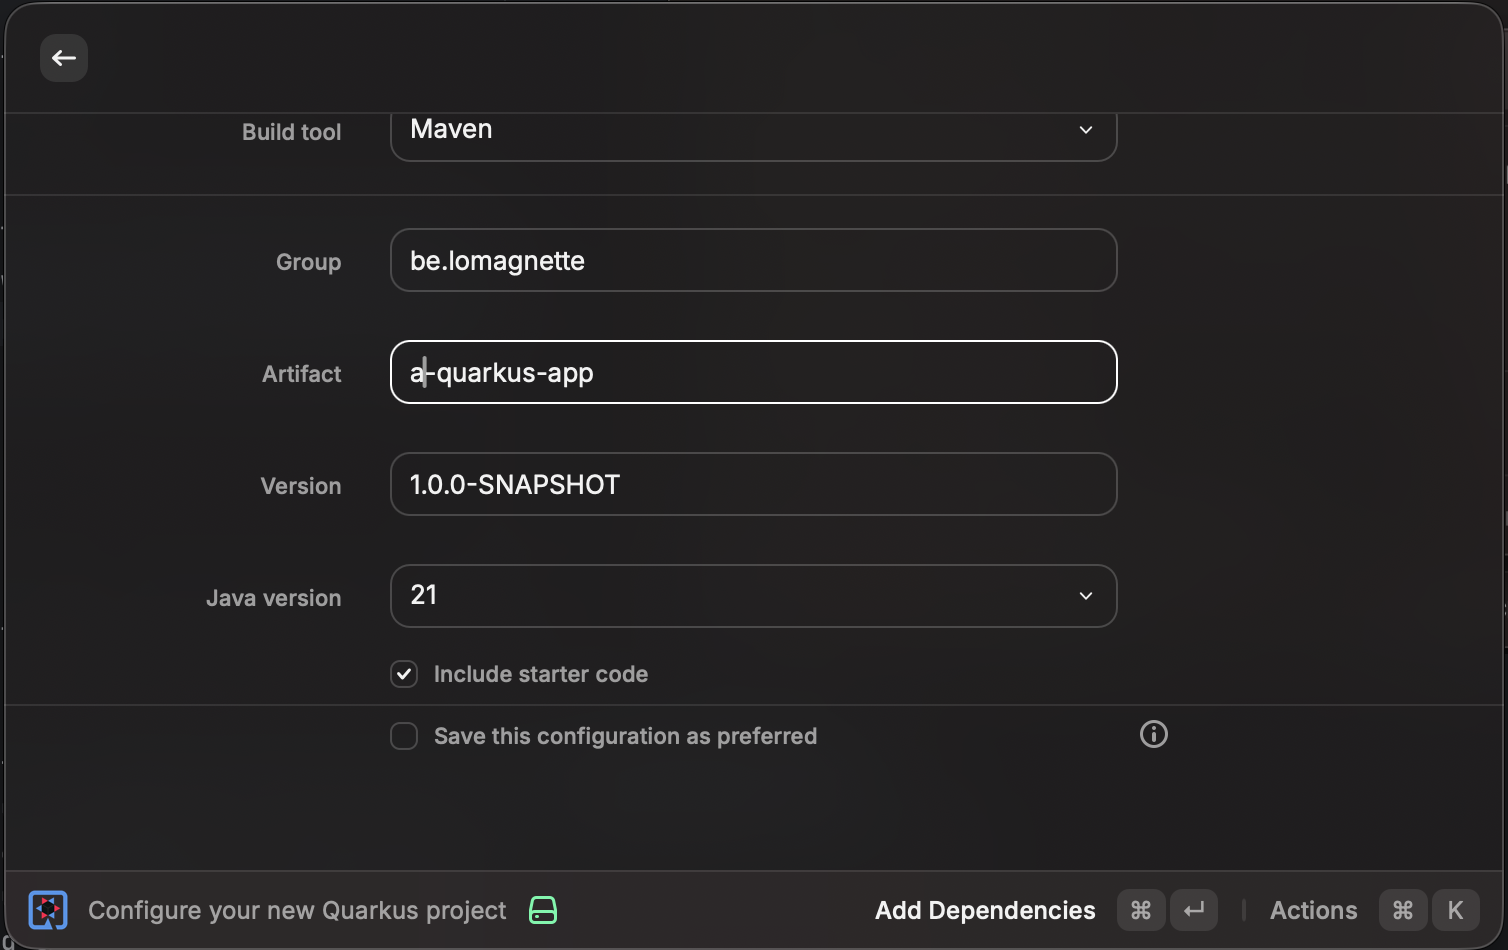 Build tool Maven
Group be.lomagnette
Artifact a-quarkus-app
Version 1.0.0-SNAPSHOT
Java version 21
Include starter code
Save this configuration as preferred
Configure your new Quarkus project Add Dependencies ⌘ ↵ Actions ⌘ K